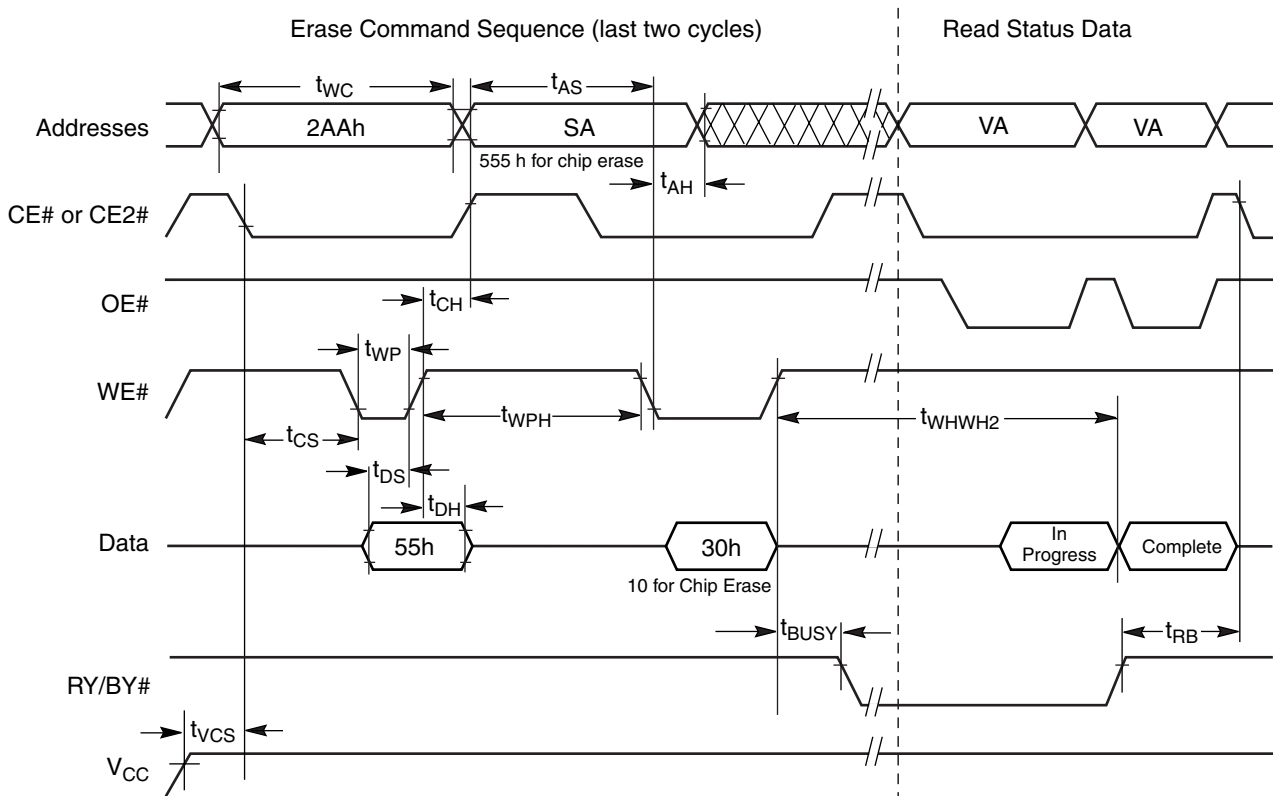 Erase Command Sequence (last two cycles) Read Status Data
tWC tAS
Addresses 2AAh SA VA VA
555 h for chip erase
tAH
CE# or CE2#
OE# tCH
tWP
WE#
tWPH tWHWH2
tCS
tDS
tDH
Data 55h 30h In Progress Complete
10 for Chip Erase
tBUSY tRB
RY/BY#
tVCS
VCC